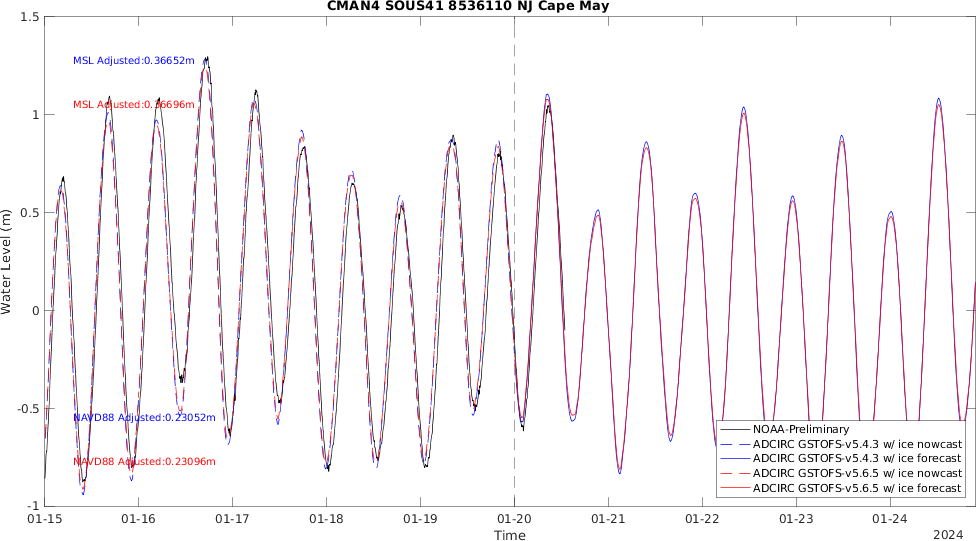 CMAN4 SOUS41 8536110 NJ Cape May
1.5
MSL Adjusted:0.36652m
MSL Adjusted:0.36696m
1
0.5
Water Level (m)
0
-0.5
NAVD88 Adjusted:0.23052m
NAVD88 Adjusted:0.23096m
NOAA-Preliminary
ADCIRC GSTOFS-v5.4.3 w/ ice nowcast
ADCIRC GSTOFS-v5.4.3 w/ ice forecast
ADCIRC GSTOFS-v5.6.5 w/ ice nowcast
ADCIRC GSTOFS-v5.6.5 w/ ice forecast
-1
01-15 01-16 01-17 01-18 01-19 01-20 01-21 01-22 01-23 01-24
Time
2024